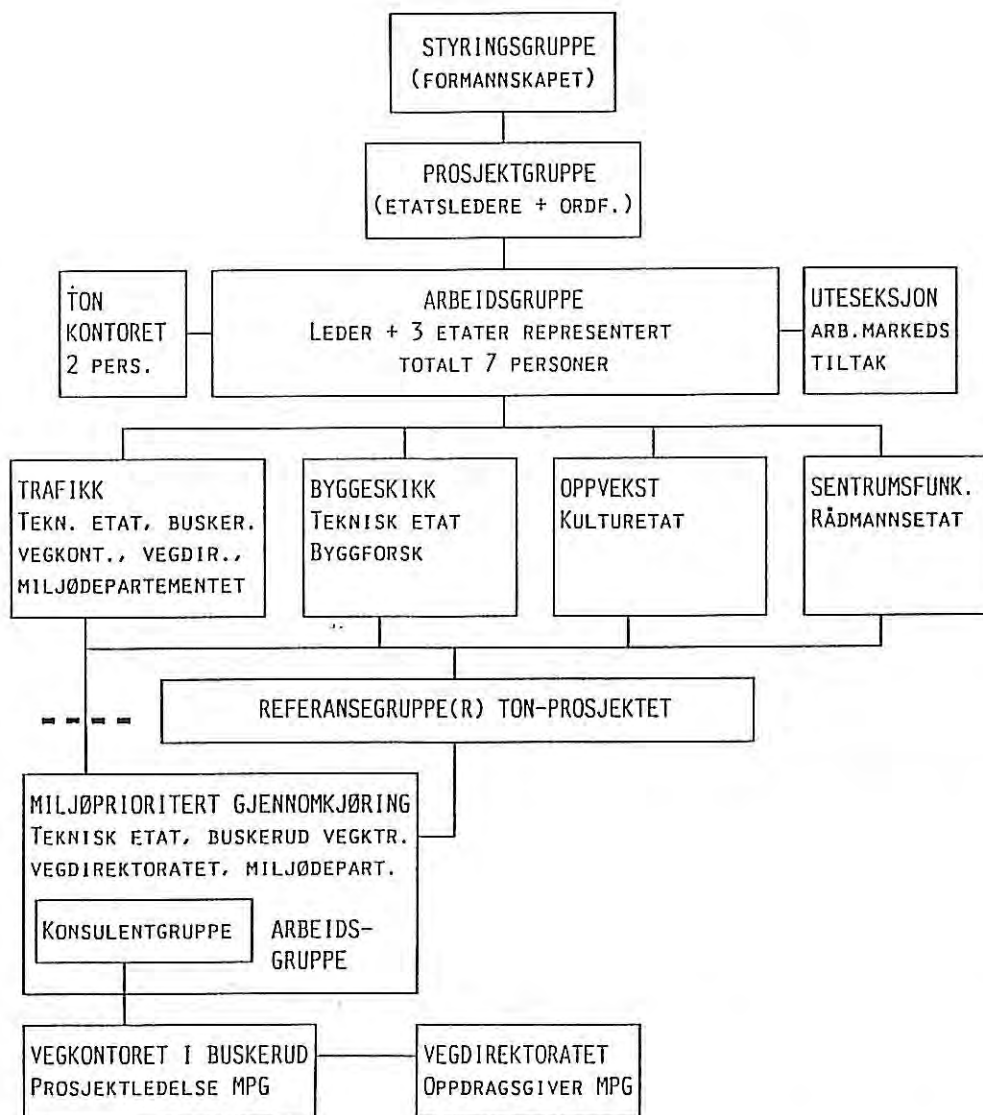 STYRINGSGRUPPE
(FORMANNSKAPET)
PROSJEKTGRUPPE
(ETATSLEDERE + ORDF.)
TON
KONTORET
2 PERS.
ARBEIDSGRUPPE
LEDER + 3 ETATER REPRESENTERT
TOTALT 7 PERSONER
UTESEKSJON
ARB.MARKEDS
TILTAK
TRAFIKK
TEKN. ETAT, BUSKER.
VEGKONT., VEGDIR.,
MILJØDEPARTEMENTET
BYGGESKIKK
TEKNISK ETAT
BYGGFORSK
OPPVEKST
KULTURETAT
SENTRUMSFUNK.
RÅDMANNSETAT
REFERANSEGRUPPE(R) TON-PROSJEKTET
MILJØPRIORITERT GJENNOMKJØRING
TEKNISK ETAT, BUSKERUD VEGKTR.
VEGDIREKTORATET, MILJØDEPART.
KONSULENTGRUPPE
ARBEIDS-
GRUPPE
VEGKONTORET I BUSKERUD
PROSJEKTLEDELSE MPG
VEGDIREKTORATET
OPPDRAGSGIVER MPG